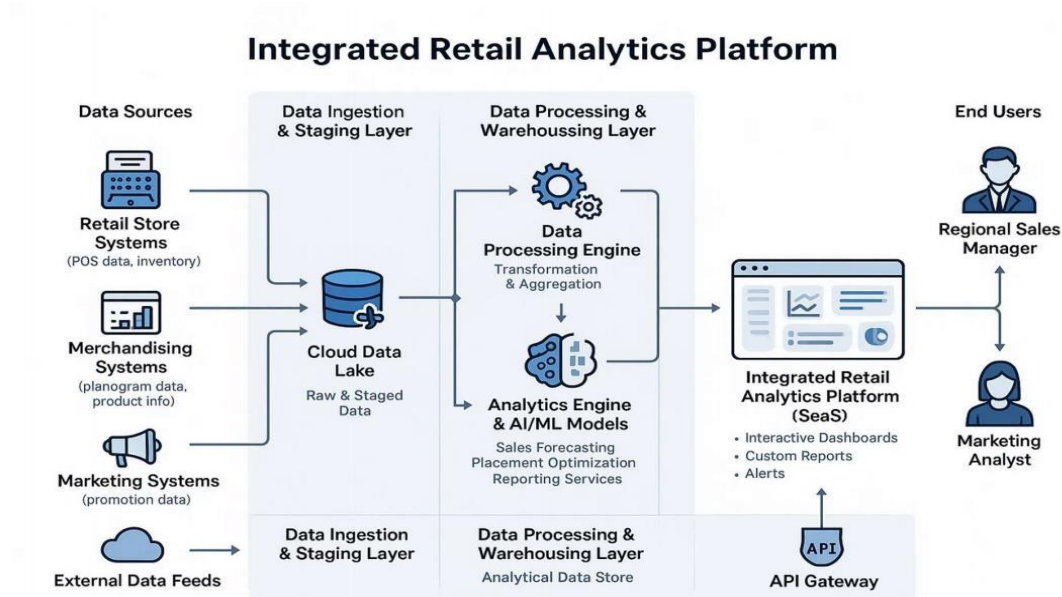 Integrated Retail Analytics Platform
Data Sources
Data Ingestion
& Staging Layer
Data Processing &
Warehoussing Layer
End Users
Retail Store
Systems
(POS data, inventory)
Merchandising
Systems
(planogram data,
product info)
Marketing Systems
(promotion data)
External Data Feeds
Cloud Data
Lake
Raw & Staged
Data
Data
Processing Engine
Transformation
& Aggregation
Analytics Engine
& AI/ML Models
Sales Forecasting
Placement Optimization
Reporting Services
Integrated Retail
Analytics Platform
(SeaS)
• Interactive Dashboards
• Custom Reports
• Alerts
Regional Sales
Manager
Marketing
Analyst
Data Ingestion
& Staging Layer
Data Processing &
Warehousing Layer
Analytical Data Store
API
API Gateway